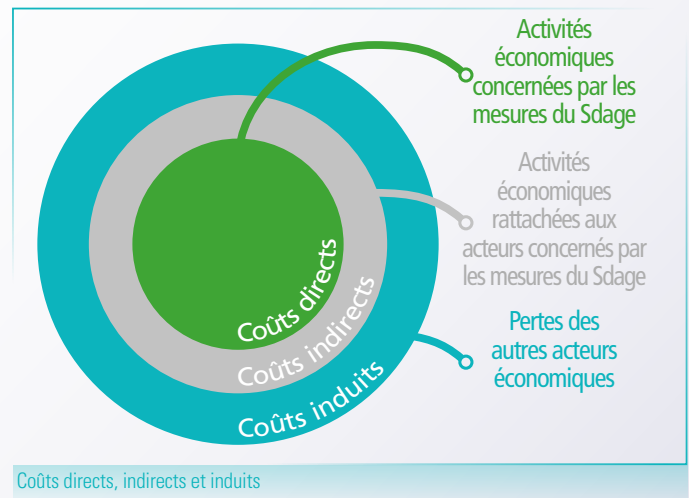 Activités
économiques
concernées par les
mesures du Sdage
Activités
économiques
rattachées aux
acteurs concernés par
les mesures du Sdage
Pertes des
autres acteurs
économiques
Coûts directs
Coûts indirects
Coûts induits
Coûts directs, indirects et induits